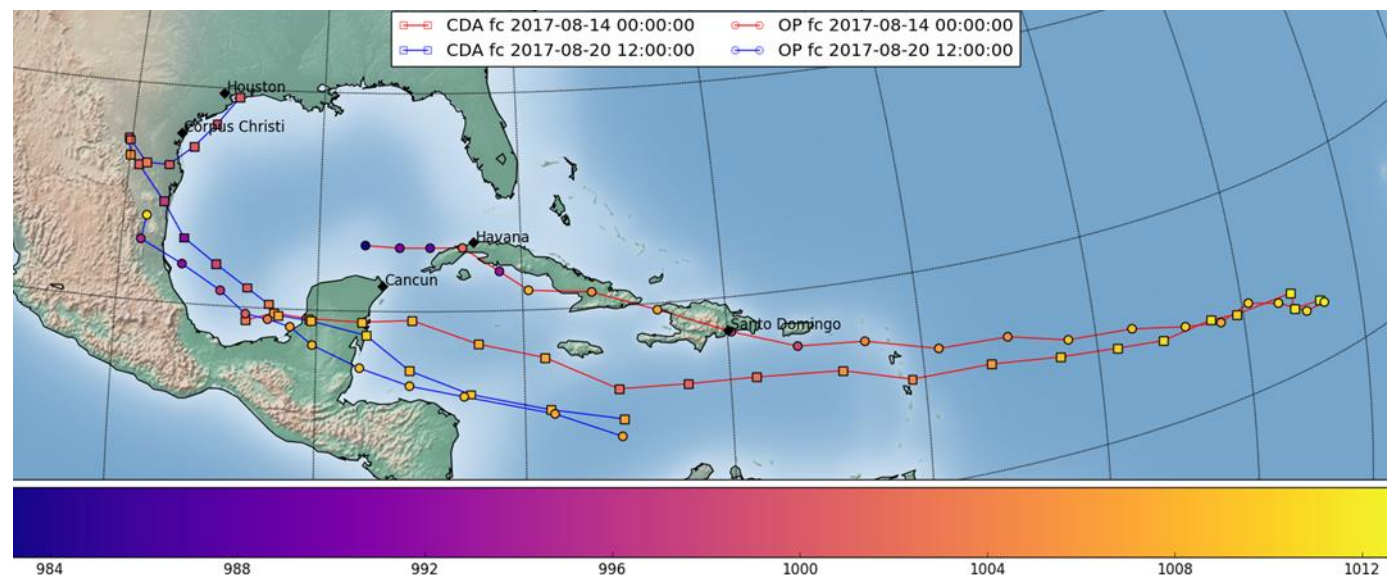 CDA fc 2017-08-14 00:00:00 OP fc 2017-08-14 00:00:00
CDA fc 2017-08-20 12:00:00 OP fc 2017-08-20 12:00:00
Houston
Corpus Christi
Havana
Cancun
Santo Domingo
984 988 992 996 1000 1004 1008 1012